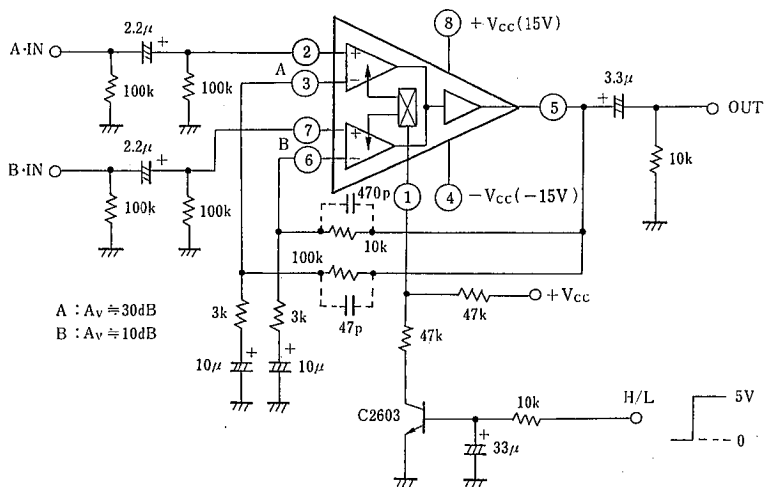 A·IN
2.2μ
+
100k
100k
2
3
A
+
−
8
+Vcc(15V)
5
3.3μ
+
OUT
10k
B·IN
2.2μ
+
100k
100k
7
6
B
+
−
1
4
−Vcc(−15V)
470p
10k
100k
47p
47k
+Vcc
A : Av≒30dB
B : Av≒10dB
3k
3k
10μ
+
10μ
+
47k
C2603
10k
H/L
5V
0
33μ
+